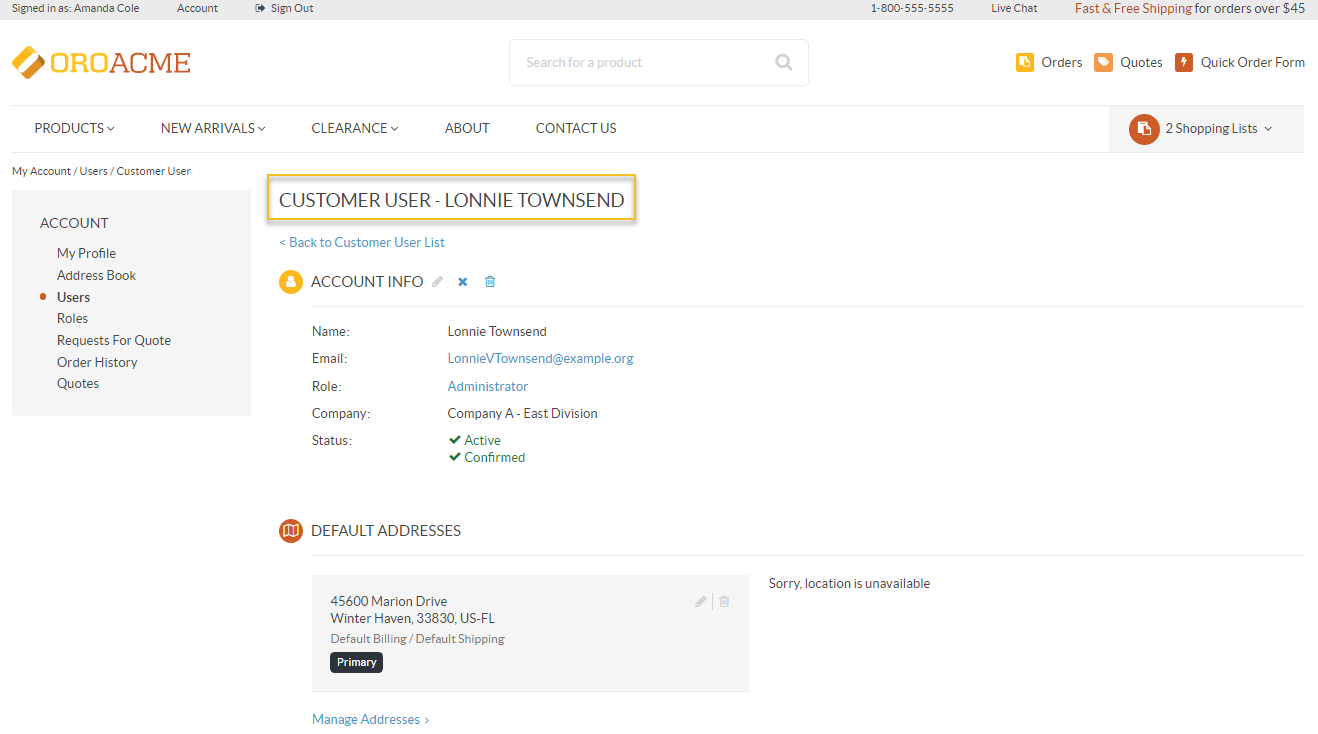 Signed in as: Amanda Cole Account Sign Out 1-800-555-5555 Live Chat Fast & Free Shipping for orders over $45
OROACME Search for a product Orders Quotes Quick Order Form
PRODUCTS NEW ARRIVALS CLEARANCE ABOUT CONTACT US 2 Shopping Lists
My Account / Users / Customer User
ACCOUNT
My Profile
Address Book
Users
Roles
Requests For Quote
Order History
Quotes
CUSTOMER USER - LONNIE TOWNSEND
< Back to Customer User List
ACCOUNT INFO
Name: Lonnie Townsend
Email: LonnieVTownsend@example.org
Role: Administrator
Company: Company A - East Division
Status: Active
Confirmed
DEFAULT ADDRESSES
45600 Marion Drive
Winter Haven, 33830, US-FL
Default Billing / Default Shipping
Primary
Sorry, location is unavailable
Manage Addresses >